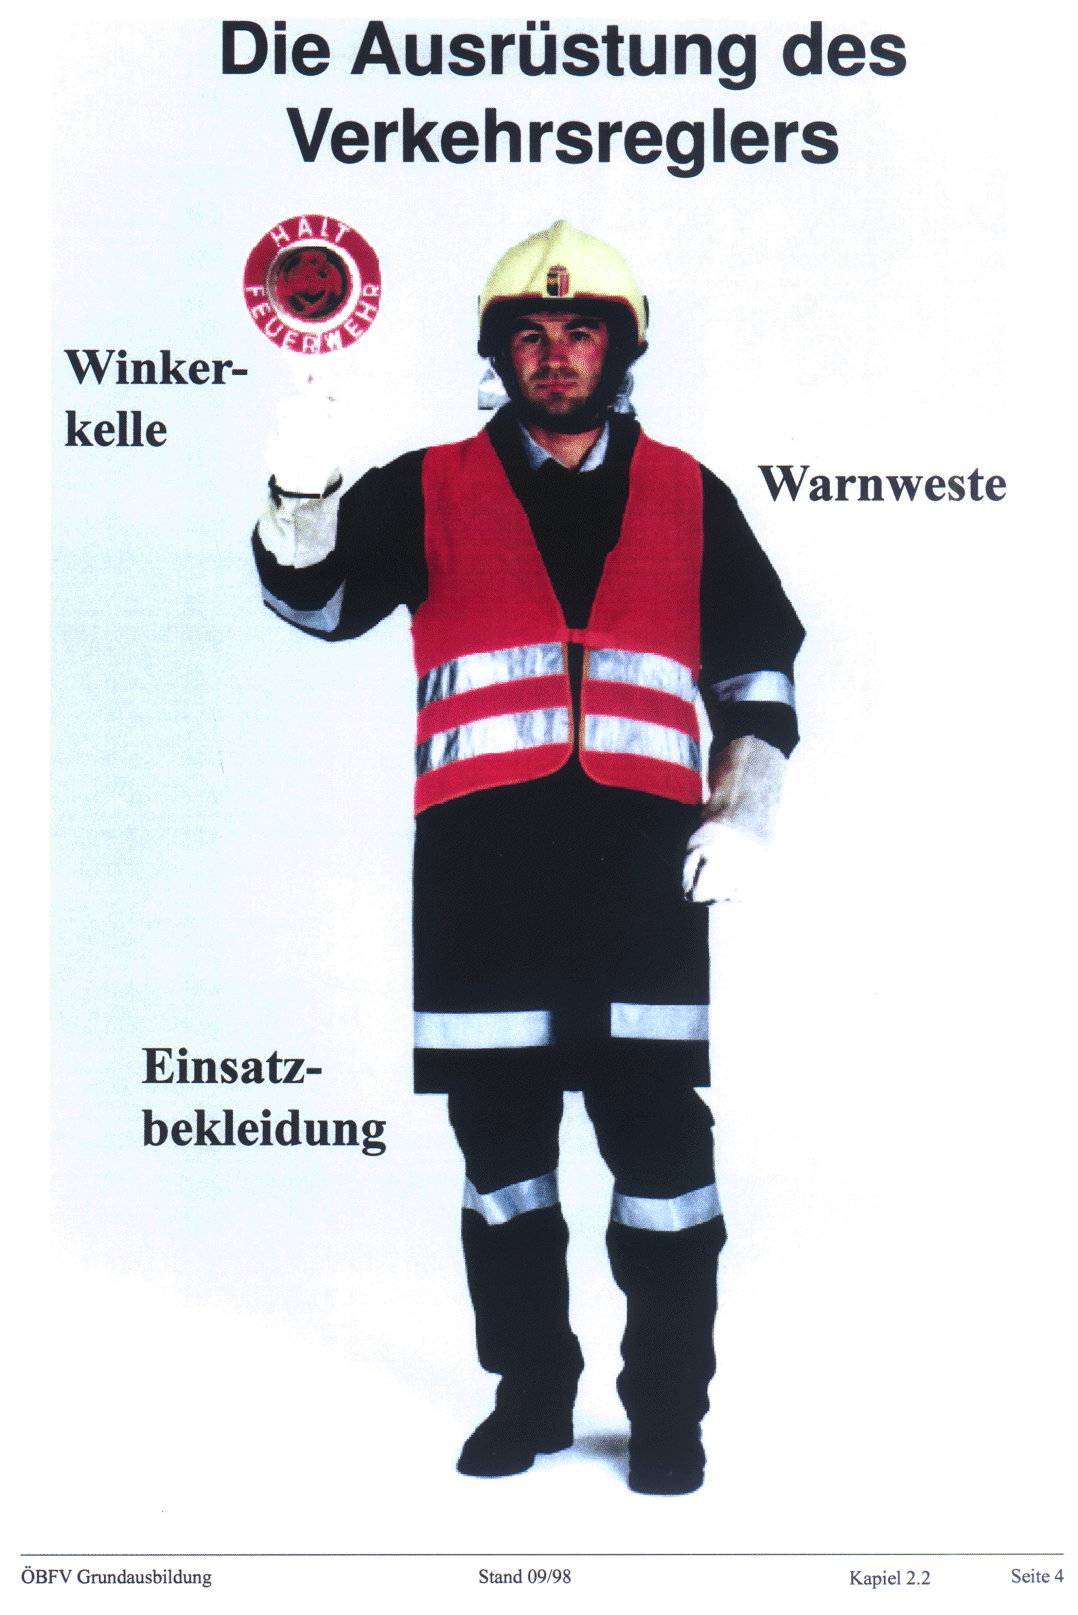 Die Ausrüstung des
Verkehrsreglers
HALT
FEUERWEHR
Winker-
kelle
Warnweste
Einsatz-
bekleidung
ÖBFV Grundausbildung Stand 09/98 Kapiel 2.2 Seite 4